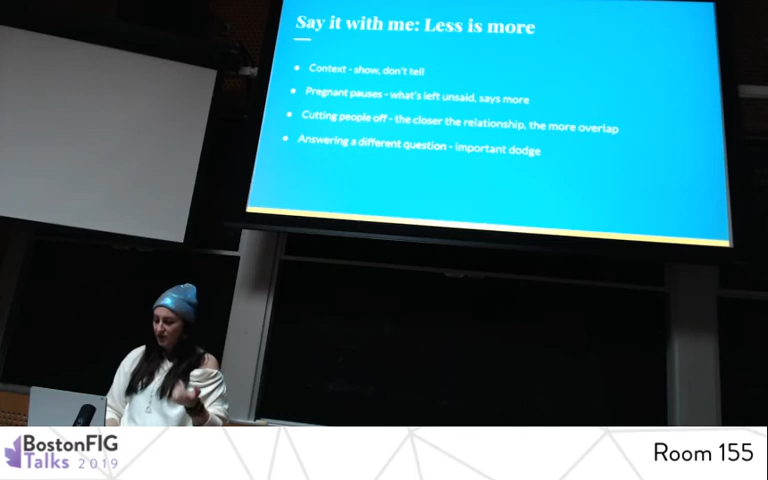 Say it with me: Less is more
Context - show, don't tell
Pregnant pauses - what's left unsaid, says more
Cutting people off - the closer the relationship, the more overlap
Answering a different question - important dodge
BostonFIG
Talks 2019
Room 155